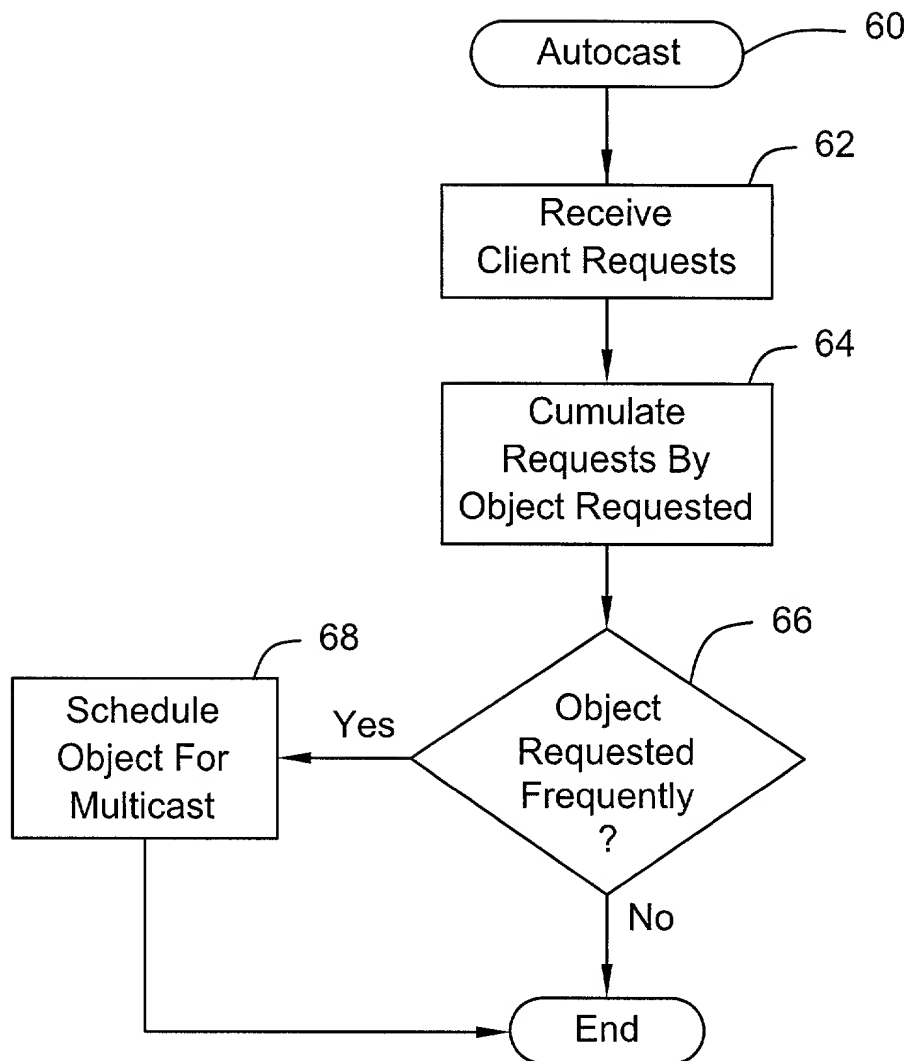 Autocast
60
62
Receive
Client Requests
64
Cumulate
Requests By
Object Requested
66
68
Schedule
Object For
Multicast
Yes
Object
Requested
Frequently
?
No
End